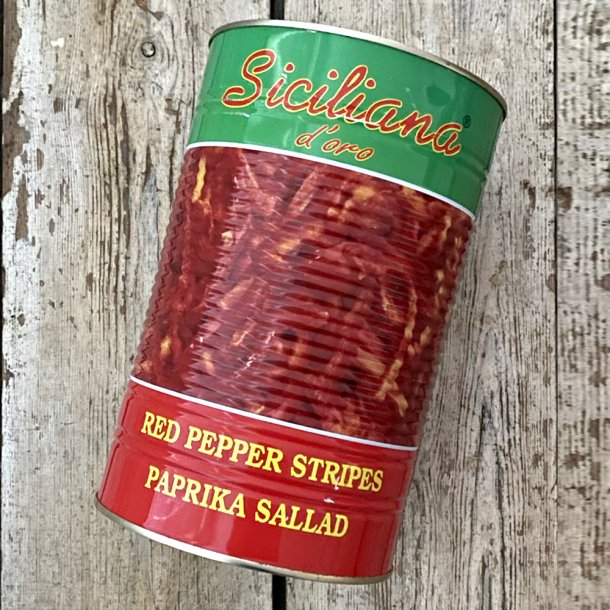 Siciliana®
d'oro
RED PEPPER STRIPES
PAPRIKA SALLAD